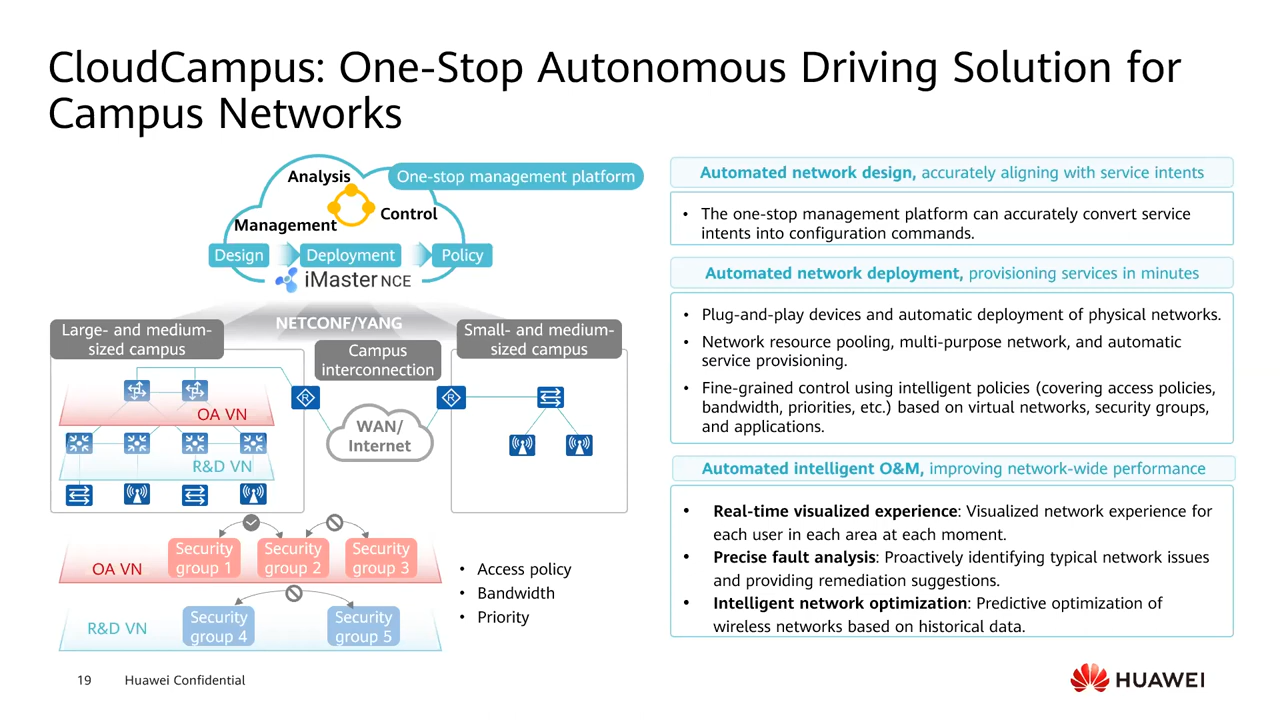 CloudCampus: One-Stop Autonomous Driving Solution for
Campus Networks
Analysis
One-stop management platform
Control
Management
Design
Deployment
Policy
iMaster NCE
NETCONF/YANG
Large- and medium-
sized campus
Campus
interconnection
Small- and medium-
sized campus
OA VN
R&D VN
R
R
WAN/
Internet
OA VN
Security
group 1
Security
group 2
Security
group 3
R&D VN
Security
group 4
Security
group 5
• Access policy
• Bandwidth
• Priority
Automated network design, accurately aligning with service intents
• The one-stop management platform can accurately convert service
intents into configuration commands.
Automated network deployment, provisioning services in minutes
• Plug-and-play devices and automatic deployment of physical networks.
• Network resource pooling, multi-purpose network, and automatic
service provisioning.
• Fine-grained control using intelligent policies (covering access policies,
bandwidth, priorities, etc.) based on virtual networks, security groups,
and applications.
Automated intelligent O&M, improving network-wide performance
• Real-time visualized experience: Visualized network experience for
each user in each area at each moment.
• Precise fault analysis: Proactively identifying typical network issues
and providing remediation suggestions.
• Intelligent network optimization: Predictive optimization of
wireless networks based on historical data.
19
Huawei Confidential
HUAWEI